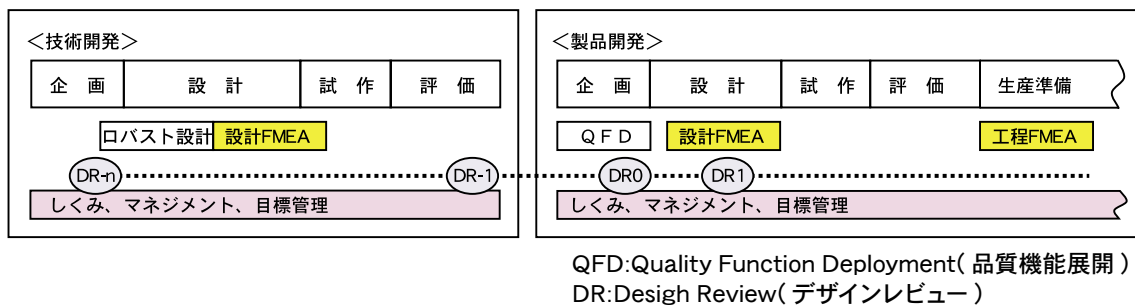 ＜技術開発＞
企 画 設 計 試 作 評 価
ロバスト設計 設計FMEA
DR-n DR-1
しくみ、マネジメント、目標管理
＜製品開発＞
企 画 設 計 試 作 評 価 生産準備
QFD 設計FMEA 工程FMEA
DR0 DR1
しくみ、マネジメント、目標管理
QFD:Quality Function Deployment( 品質機能展開 )
DR:Desigh Review( デザインレビュー )